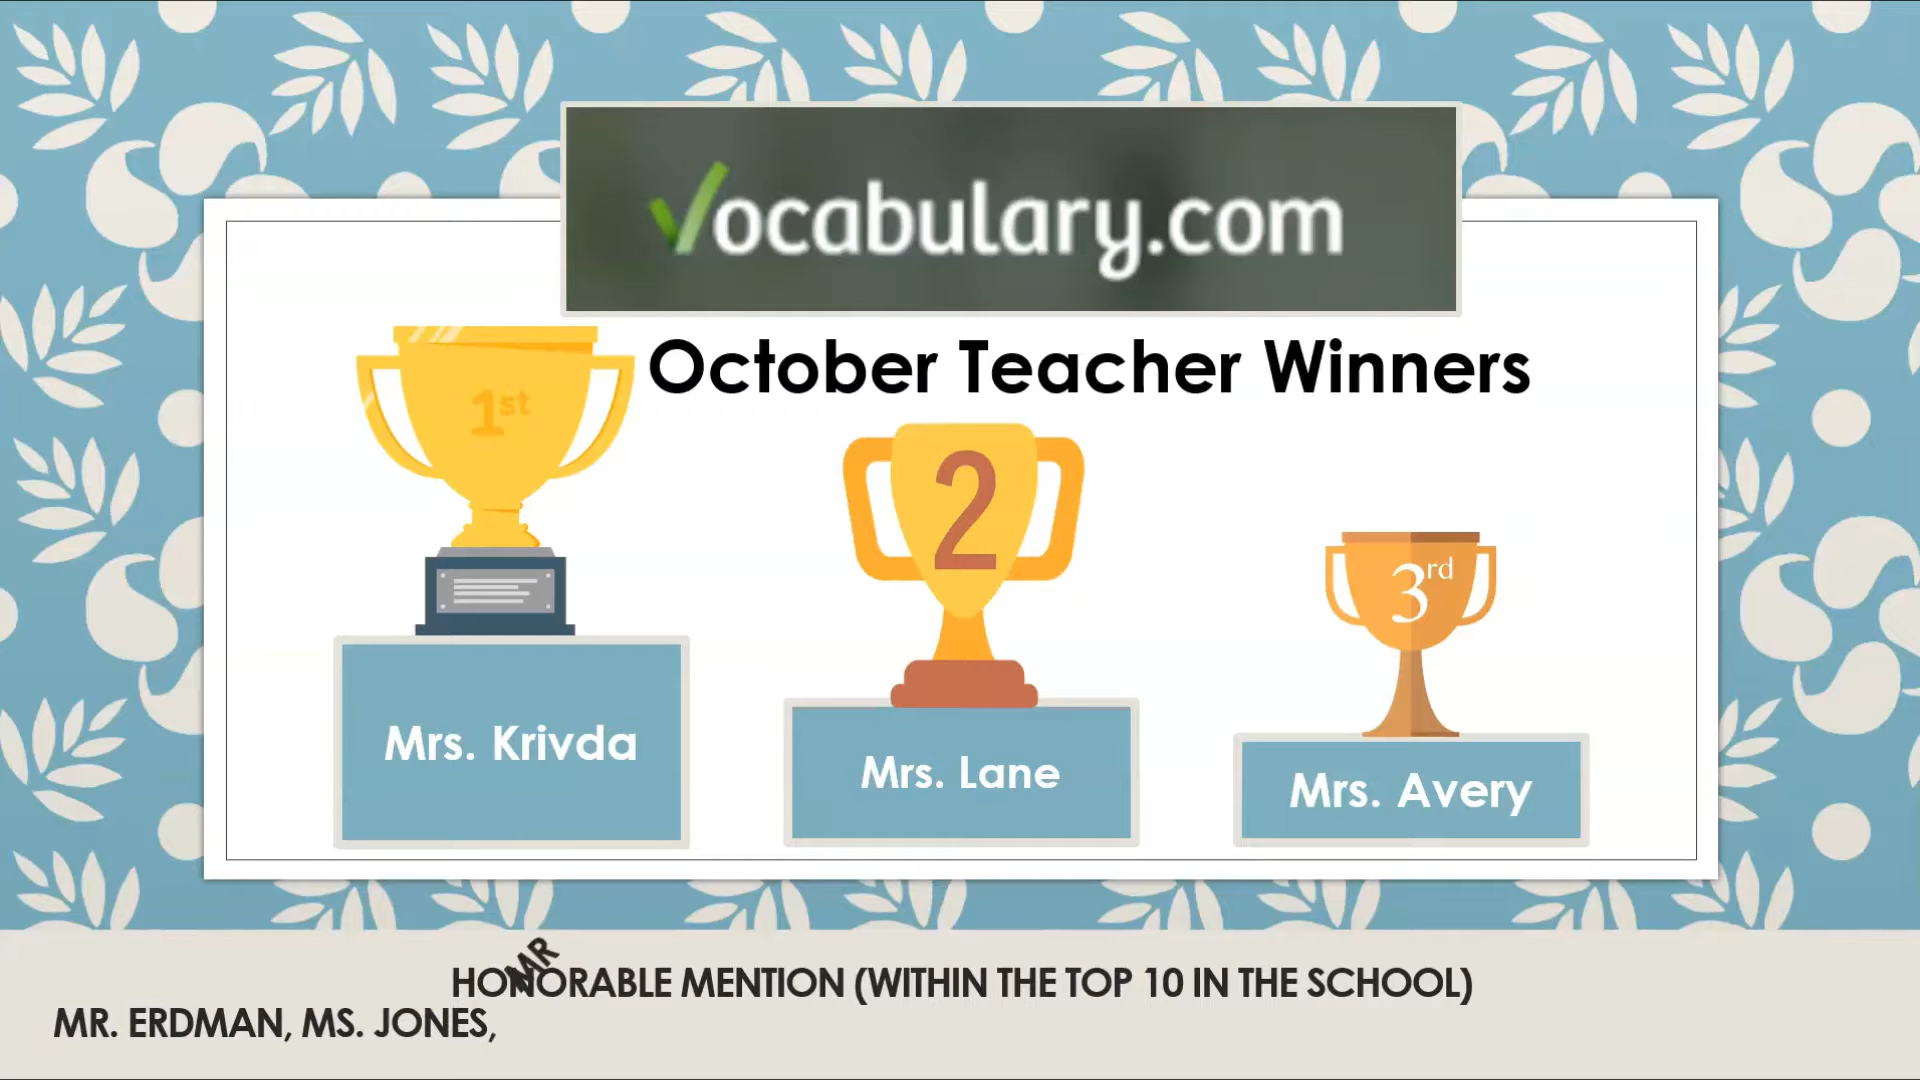 Vocabulary.com
October Teacher Winners
1st
2
3rd
Mrs. Krivda
Mrs. Lane
Mrs. Avery
HONORABLE MENTION (WITHIN THE TOP 10 IN THE SCHOOL)
MR. ERDMAN, MS. JONES, MR